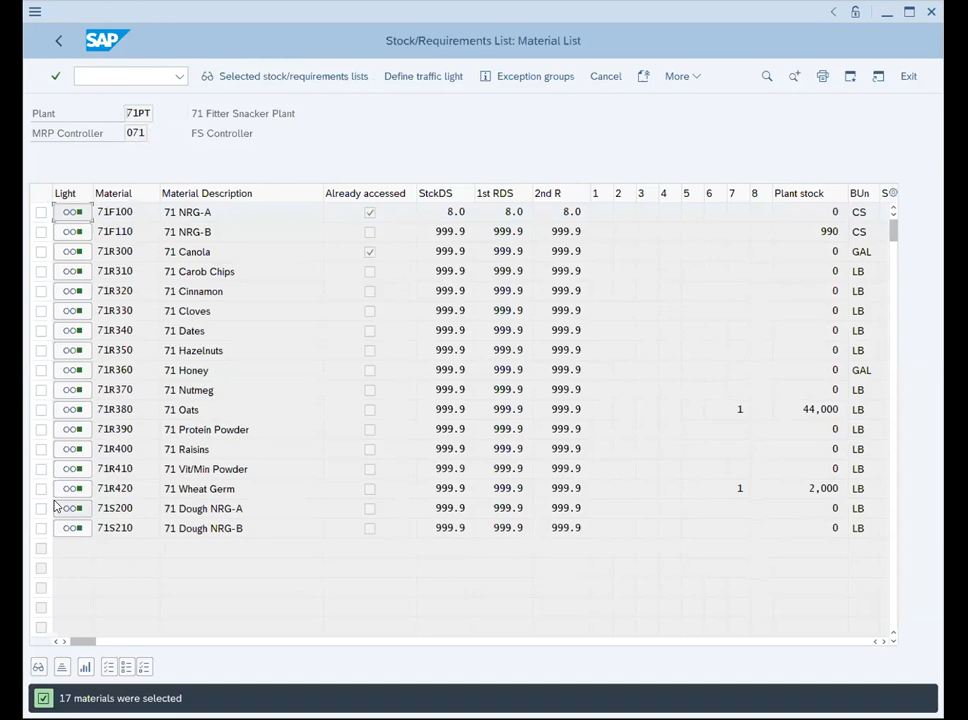 SAP
Stock/Requirements List: Material List
Selected stock/requirements lists Define traffic light Exception groups Cancel More Exit
Plant 71PT 71 Fitter Snacker Plant
MRP Controller 071 FS Controller
Light Material Material Description Already accessed StckDS 1st RDS 2nd R 1 2 3 4 5 6 7 8 Plant stock BUn S
71F100 71 NRG-A 8.0 8.0 8.0 0 CS
71F110 71 NRG-B 999.9 999.9 999.9 990 CS
71R300 71 Canola 999.9 999.9 999.9 0 GAL
71R310 71 Carob Chips 999.9 999.9 999.9 0 LB
71R320 71 Cinnamon 999.9 999.9 999.9 0 LB
71R330 71 Cloves 999.9 999.9 999.9 0 LB
71R340 71 Dates 999.9 999.9 999.9 0 LB
71R350 71 Hazelnuts 999.9 999.9 999.9 0 LB
71R360 71 Honey 999.9 999.9 999.9 0 GAL
71R370 71 Nutmeg 999.9 999.9 999.9 0 LB
71R380 71 Oats 999.9 999.9 999.9 1 44,000 LB
71R390 71 Protein Powder 999.9 999.9 999.9 0 LB
71R400 71 Raisins 999.9 999.9 999.9 0 LB
71R410 71 Vit/Min Powder 999.9 999.9 999.9 0 LB
71R420 71 Wheat Germ 999.9 999.9 999.9 1 2,000 LB
71S200 71 Dough NRG-A 999.9 999.9 999.9 0 LB
71S210 71 Dough NRG-B 999.9 999.9 999.9 0 LB
17 materials were selected